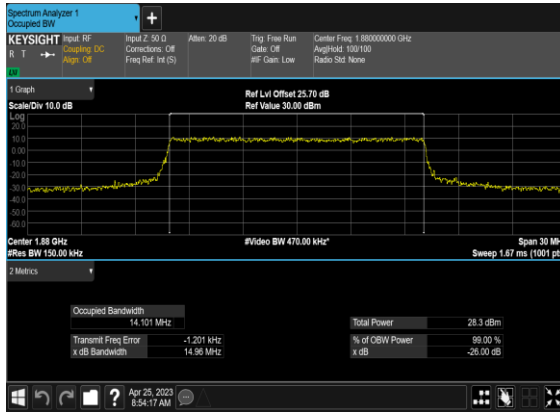 Spectrum Analyzer 1
Occupied BW
+
KEYSIGHT
R T
LXI
Input: RF
Coupling: DC
Align: Off
Input Z: 50 Ω
Corrections: Off
Freq Ref: Int (S)
Atten: 20 dB
Trig: Free Run
Gate: Off
#IF Gain: Low
Center Freq: 1.880000000 GHz
Avg|Hold: 100/100
Radio Std: None
1 Graph
Scale/Div 10.0 dB
Ref Lvl Offset 25.70 dB
Ref Value 30.00 dBm
Log
20.0
10.0
0.00
-10.0
-20.0
-30.0
-40.0
-50.0
-60.0
Center 1.88 GHz
#Res BW 150.00 kHz
#Video BW 470.00 kHz*
Span 30 MH
Sweep 1.67 ms (1001 pt
2 Metrics
Occupied Bandwidth
14.101 MHz
Transmit Freq Error -1.201 kHz
x dB Bandwidth 14.96 MHz
Total Power 28.3 dBm
% of OBW Power 99.00 %
x dB -26.00 dB
?
Apr 25, 2023
8:54:17 AM